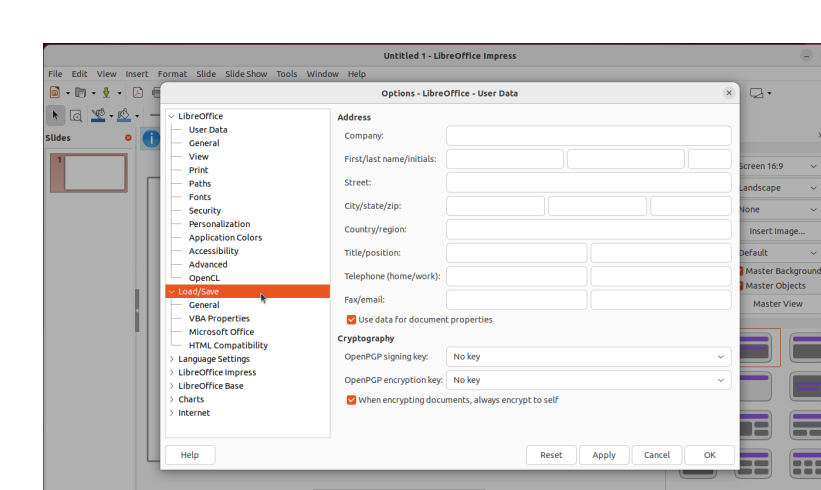 Untitled 1 - LibreOffice Impress
File Edit View Insert Format Slide Slide Show Tools Window Help
Options - LibreOffice - User Data
Slides
1
LibreOffice
User Data
General
View
Print
Paths
Fonts
Security
Personalization
Application Colors
Accessibility
Advanced
OpenCL
Load/Save
General
VBA Properties
Microsoft Office
HTML Compatibility
Language Settings
LibreOffice Impress
LibreOffice Base
Charts
Internet
Address
Company:
First/last name/initials:
Street:
City/state/zip:
Country/region:
Title/position:
Telephone (home/work):
Fax/email:
Use data for document properties
Cryptography
OpenPGP signing key: No key
OpenPGP encryption key: No key
When encrypting documents, always encrypt to self
Help Reset Apply Cancel OK
Screen 16:9
Landscape
None
Insert Image...
Default
Master Background
Master Objects
Master View